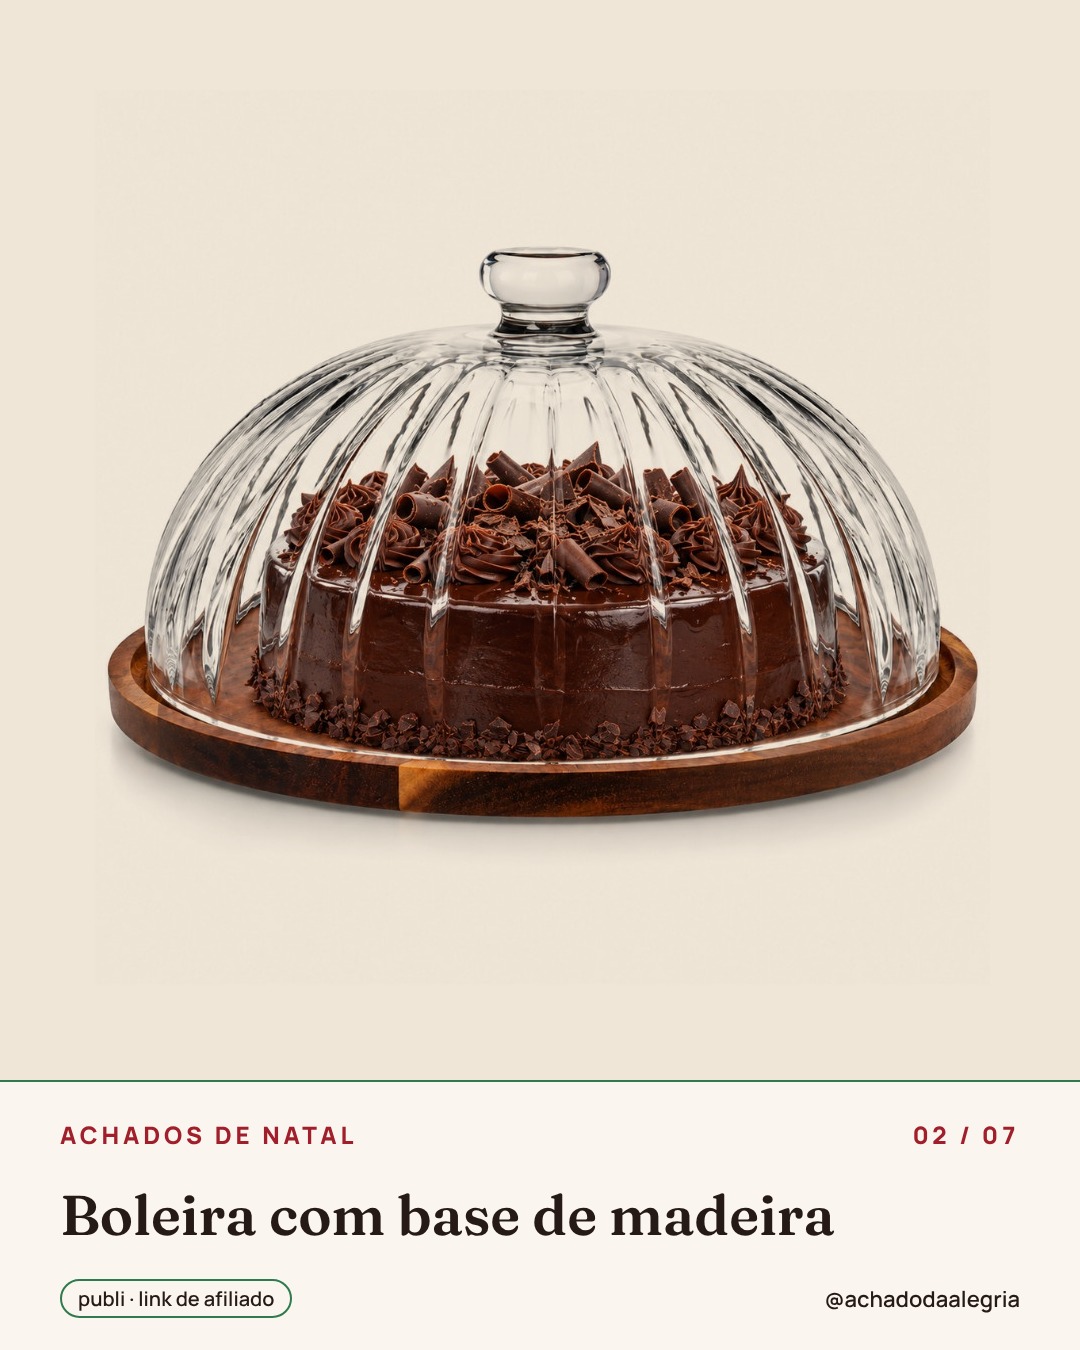 ACHADOS DE NATAL
02 / 07
Boleira com base de madeira
publi · link de afiliado
@achadodaalegria